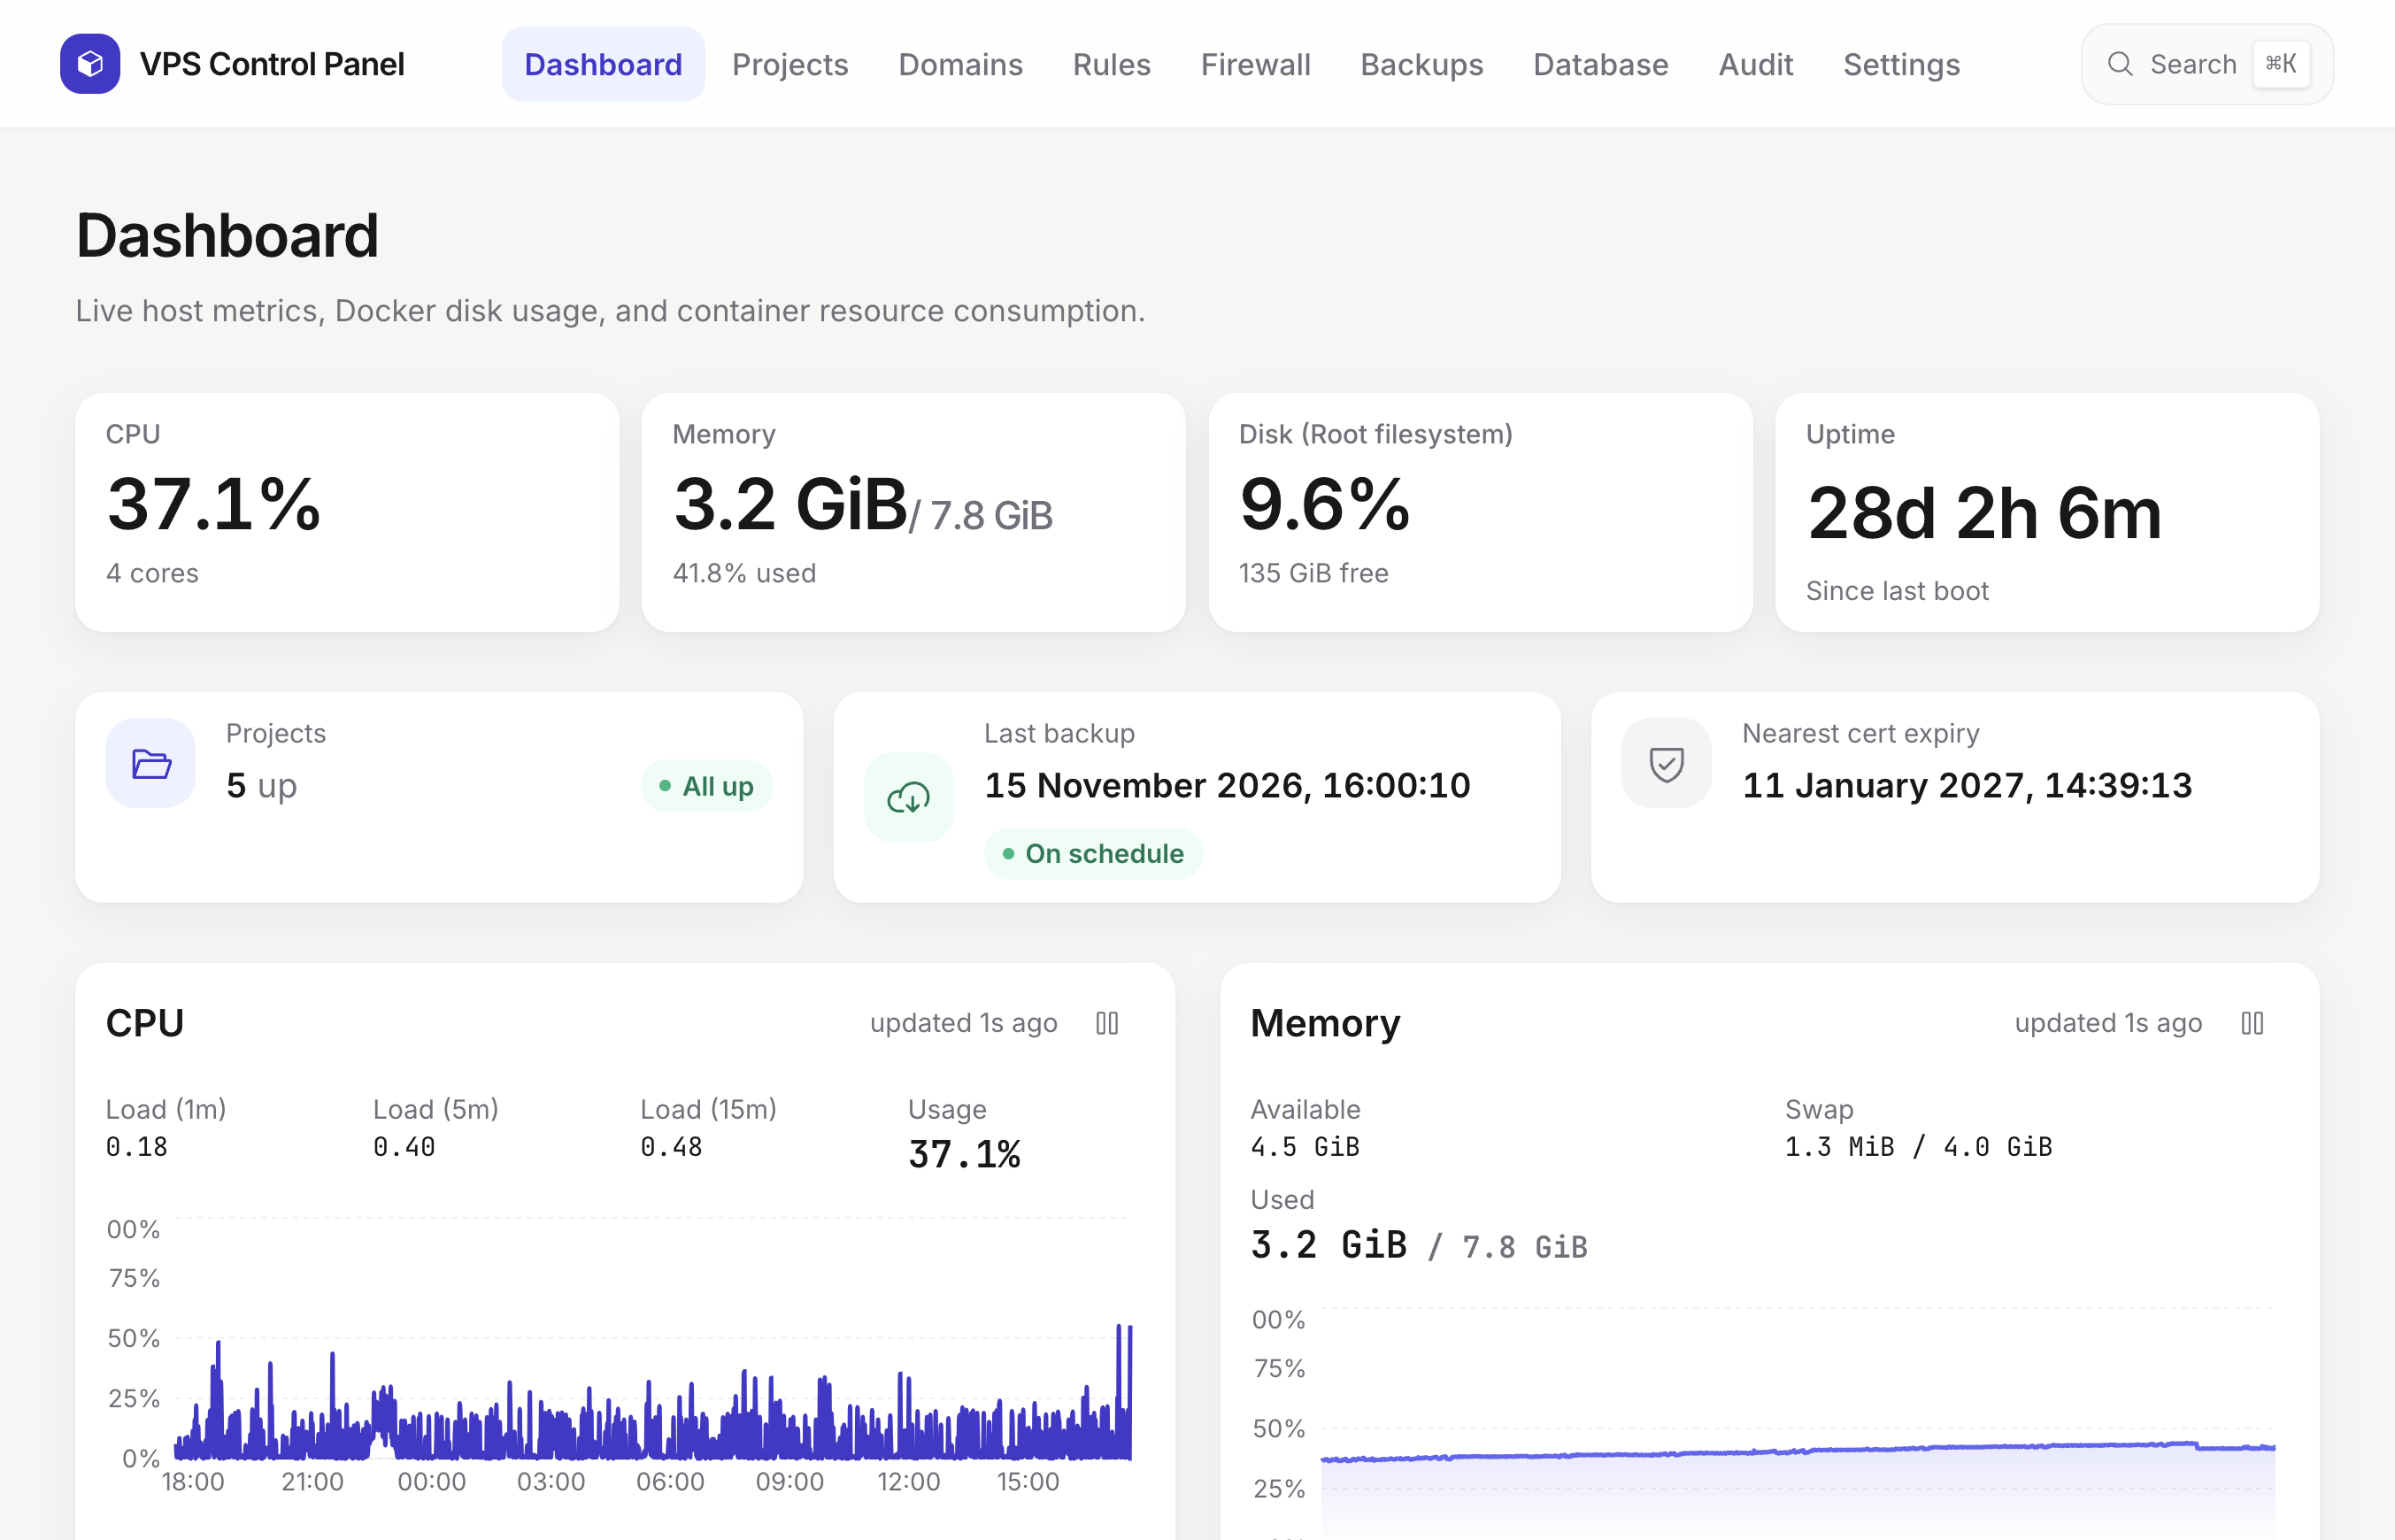 VPS Control Panel
Dashboard
Projects
Domains
Rules
Firewall
Backups
Database
Audit
Settings
Search ⌘K
Dashboard
Live host metrics, Docker disk usage, and container resource consumption.
CPU
37.1%
4 cores
Memory
3.2 GiB/ 7.8 GiB
41.8% used
Disk (Root filesystem)
9.6%
135 GiB free
Uptime
28d 2h 6m
Since last boot
Projects
5 up
All up
Last backup
15 November 2026, 16:00:10
On schedule
Nearest cert expiry
11 January 2027, 14:39:13
CPU
updated 1s ago
Load (1m)
0.18
Load (5m)
0.40
Load (15m)
0.48
Usage
37.1%
00%
75%
50%
25%
0%
18:00 21:00 00:00 03:00 06:00 09:00 12:00 15:00
Memory
updated 1s ago
Available
4.5 GiB
Swap
1.3 MiB / 4.0 GiB
Used
3.2 GiB / 7.8 GiB
00%
75%
50%
25%